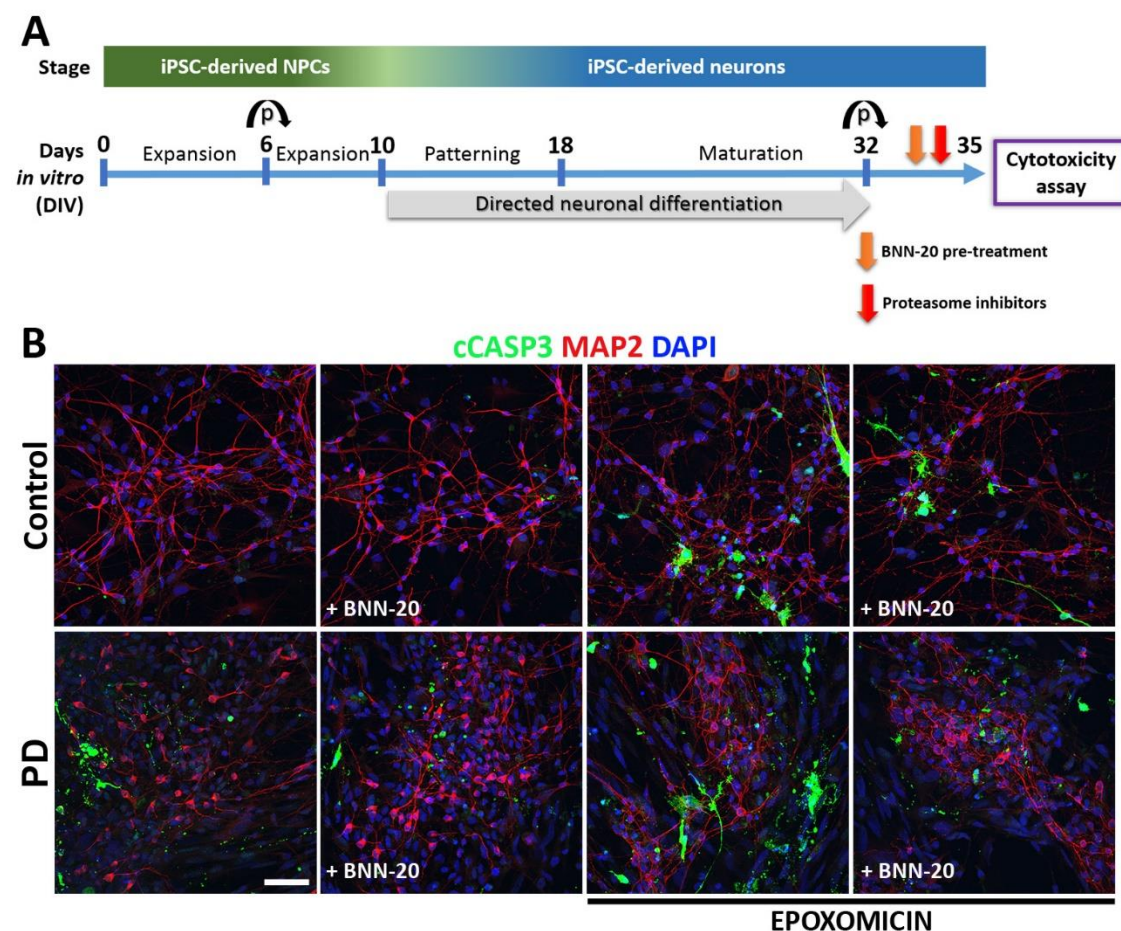 A
Stage
iPSC-derived NPCs
iPSC-derived neurons
p
p
Days
in vitro
(DIV)
0
6
10
18
32
35
Expansion
Expansion
Patterning
Maturation
Directed neuronal differentiation
Cytotoxicity
assay
BNN-20 pre-treatment
Proteasome inhibitors
B
cCASP3 MAP2 DAPI
Control
+ BNN-20
+ BNN-20
PD
+ BNN-20
+ BNN-20
EPOXOMICIN